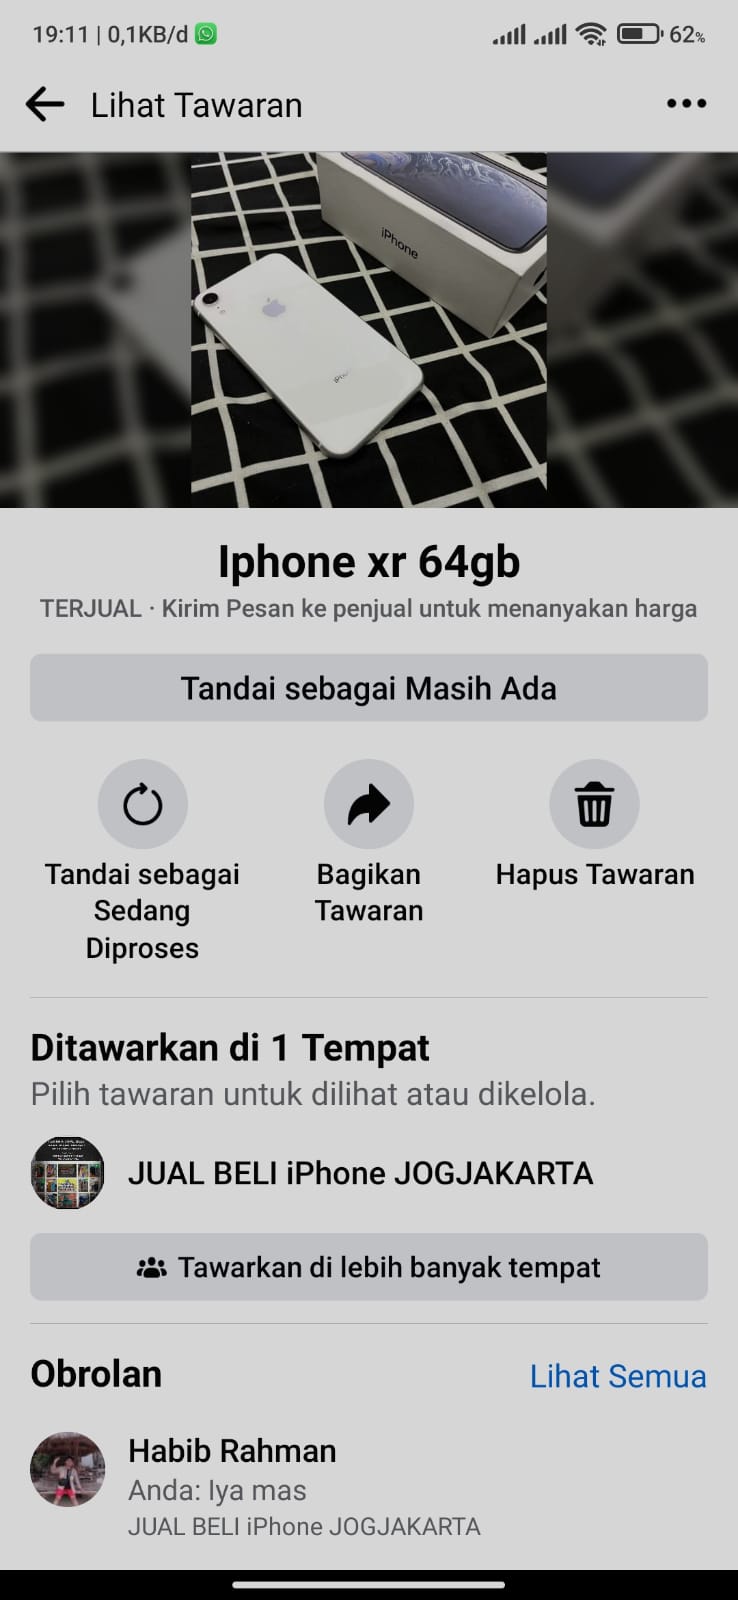 19:11 | 0,1KB/d
62%
Lihat Tawaran
iPhone
Iphone xr 64gb
TERJUAL · Kirim Pesan ke penjual untuk menanyakan harga
Tandai sebagai Masih Ada
Tandai sebagai
Sedang
Diproses
Bagikan
Tawaran
Hapus Tawaran
Ditawarkan di 1 Tempat
Pilih tawaran untuk dilihat atau dikelola.
JUAL BELI iPhone JOGJAKARTA
Tawarkan di lebih banyak tempat
Obrolan
Lihat Semua
Habib Rahman
Anda: Iya mas
JUAL BELI iPhone JOGJAKARTA